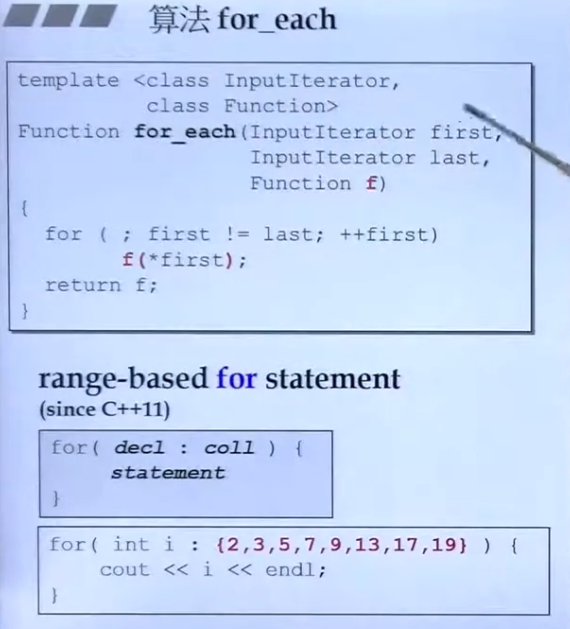 算法 for_each
template <class InputIterator,
class Function>
Function for_each(InputIterator first,
InputIterator last,
Function f)
{
for ( ; first != last; ++first)
f(*first);
return f;
}
range-based for statement
(since C++11)
for( decl : coll ) {
statement
}
for( int i : {2,3,5,7,9,13,17,19} ) {
cout << i << endl;
}